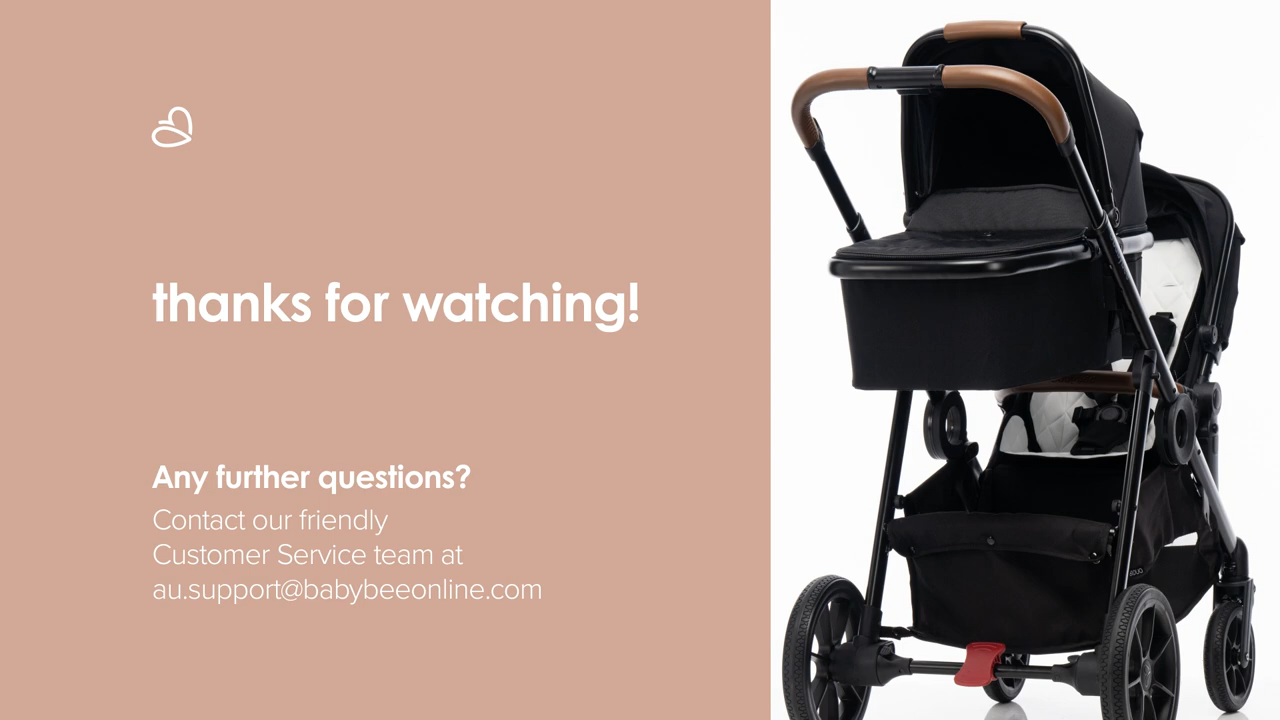 thanks for watching!
Any further questions?
Contact our friendly
Customer Service team at
au.support@babybeeonline.com